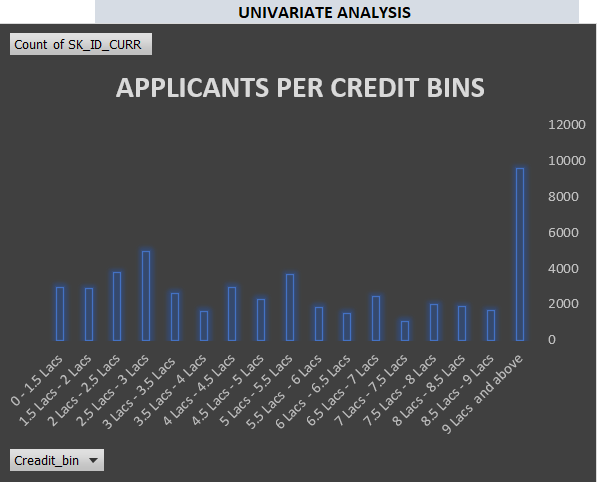 UNIVARIATE ANALYSIS
Count of SK_ID_CURR
APPLICANTS PER CREDIT BINS
12000
10000
8000
6000
4000
2000
0
0 - 1.5 Lacs
1.5 Lacs - 2 Lacs
2 Lacs - 2.5 Lacs
2.5 Lacs - 3 Lacs
3 Lacs - 3.5 Lacs
3.5 Lacs - 4 Lacs
4 Lacs - 4.5 Lacs
4.5 Lacs - 5 Lacs
5 Lacs - 5.5 Lacs
5.5 Lacs - 6 Lacs
6 Lacs - 6.5 Lacs
6.5 Lacs - 7 Lacs
7 Lacs - 7.5 Lacs
7.5 Lacs - 8 Lacs
8 Lacs - 8.5 Lacs
8.5 Lacs - 9 Lacs
9 Lacs and above
Creadit_bin